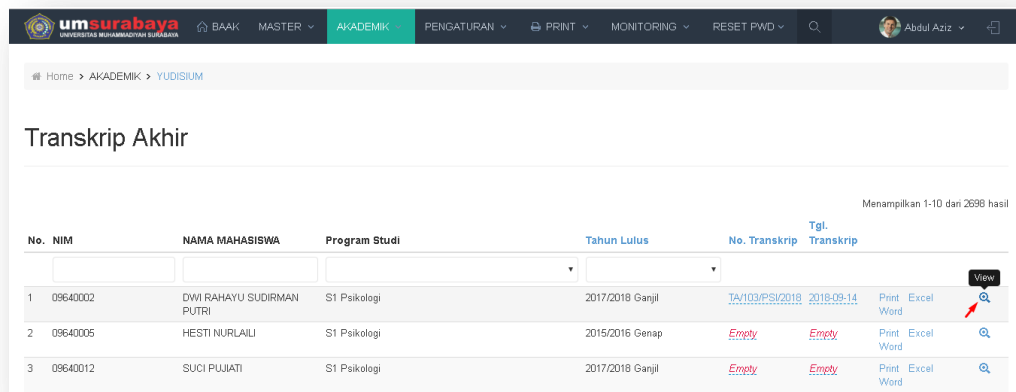 umsurabaya
UNIVERSITAS MUHAMMADIYAH SURABAYA
BAAK MASTER AKADEMIK PENGATURAN PRINT MONITORING RESET PWD Abdul Aziz
Home > AKADEMIK > YUDISIUM
Transkrip Akhir
Menampilkan 1-10 dari 2698 hasil
No. NIM NAMA MAHASISWA Program Studi Tahun Lulus No. Transkrip Tgl. Transkrip
View
1 09640002 DWI RAHAYU SUDIRMAN PUTRI S1 Psikologi 2017/2018 Ganjil TA/103/PSI/2018 2018-09-14 Print Excel Word
2 09640005 HESTI NURLAILI S1 Psikologi 2015/2016 Genap Empty Empty Print Excel Word
3 09640012 SUCI PUJIATI S1 Psikologi 2017/2018 Ganjil Empty Empty Print Excel Word